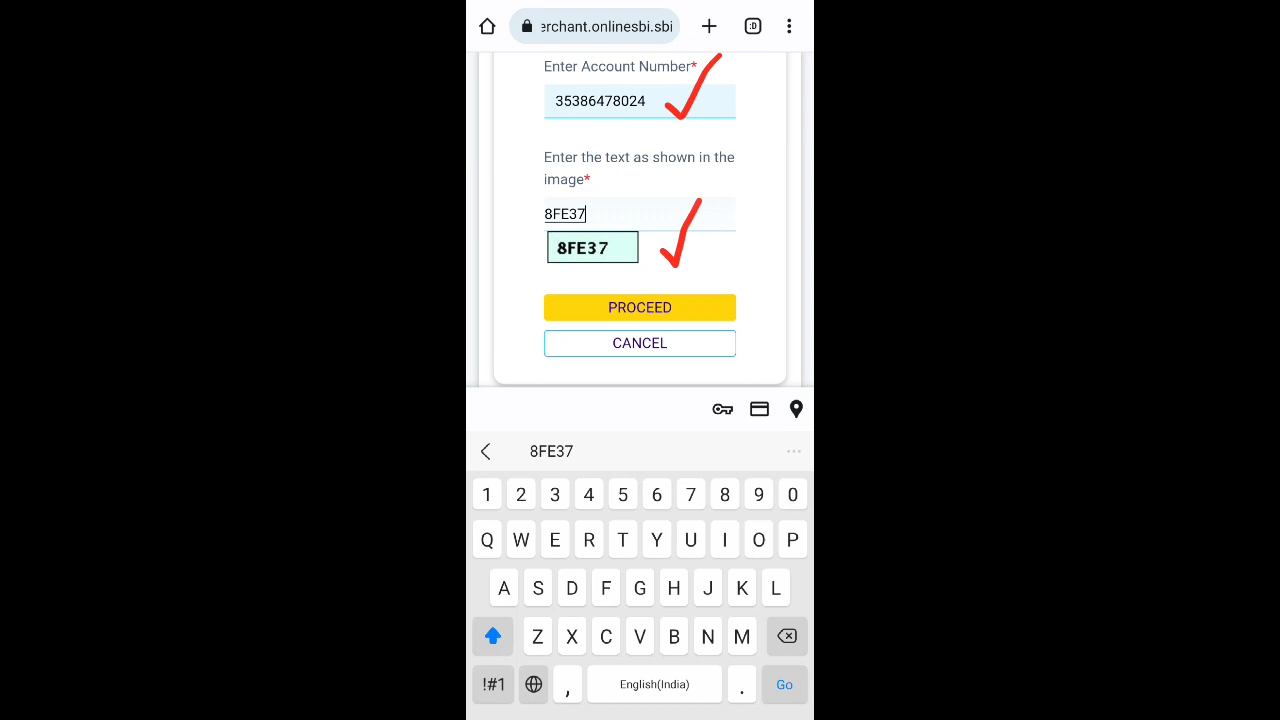 erchant.onlinesbi.sbi
:D
Enter Account Number*
35386478024
Enter the text as shown in the
image*
8FE37
8FE37
PROCEED
CANCEL
8FE37
1 2 3 4 5 6 7 8 9 0
Q W E R T Y U I O P
A S D F G H J K L
Z X C V B N M
!#1 , English(India) . Go